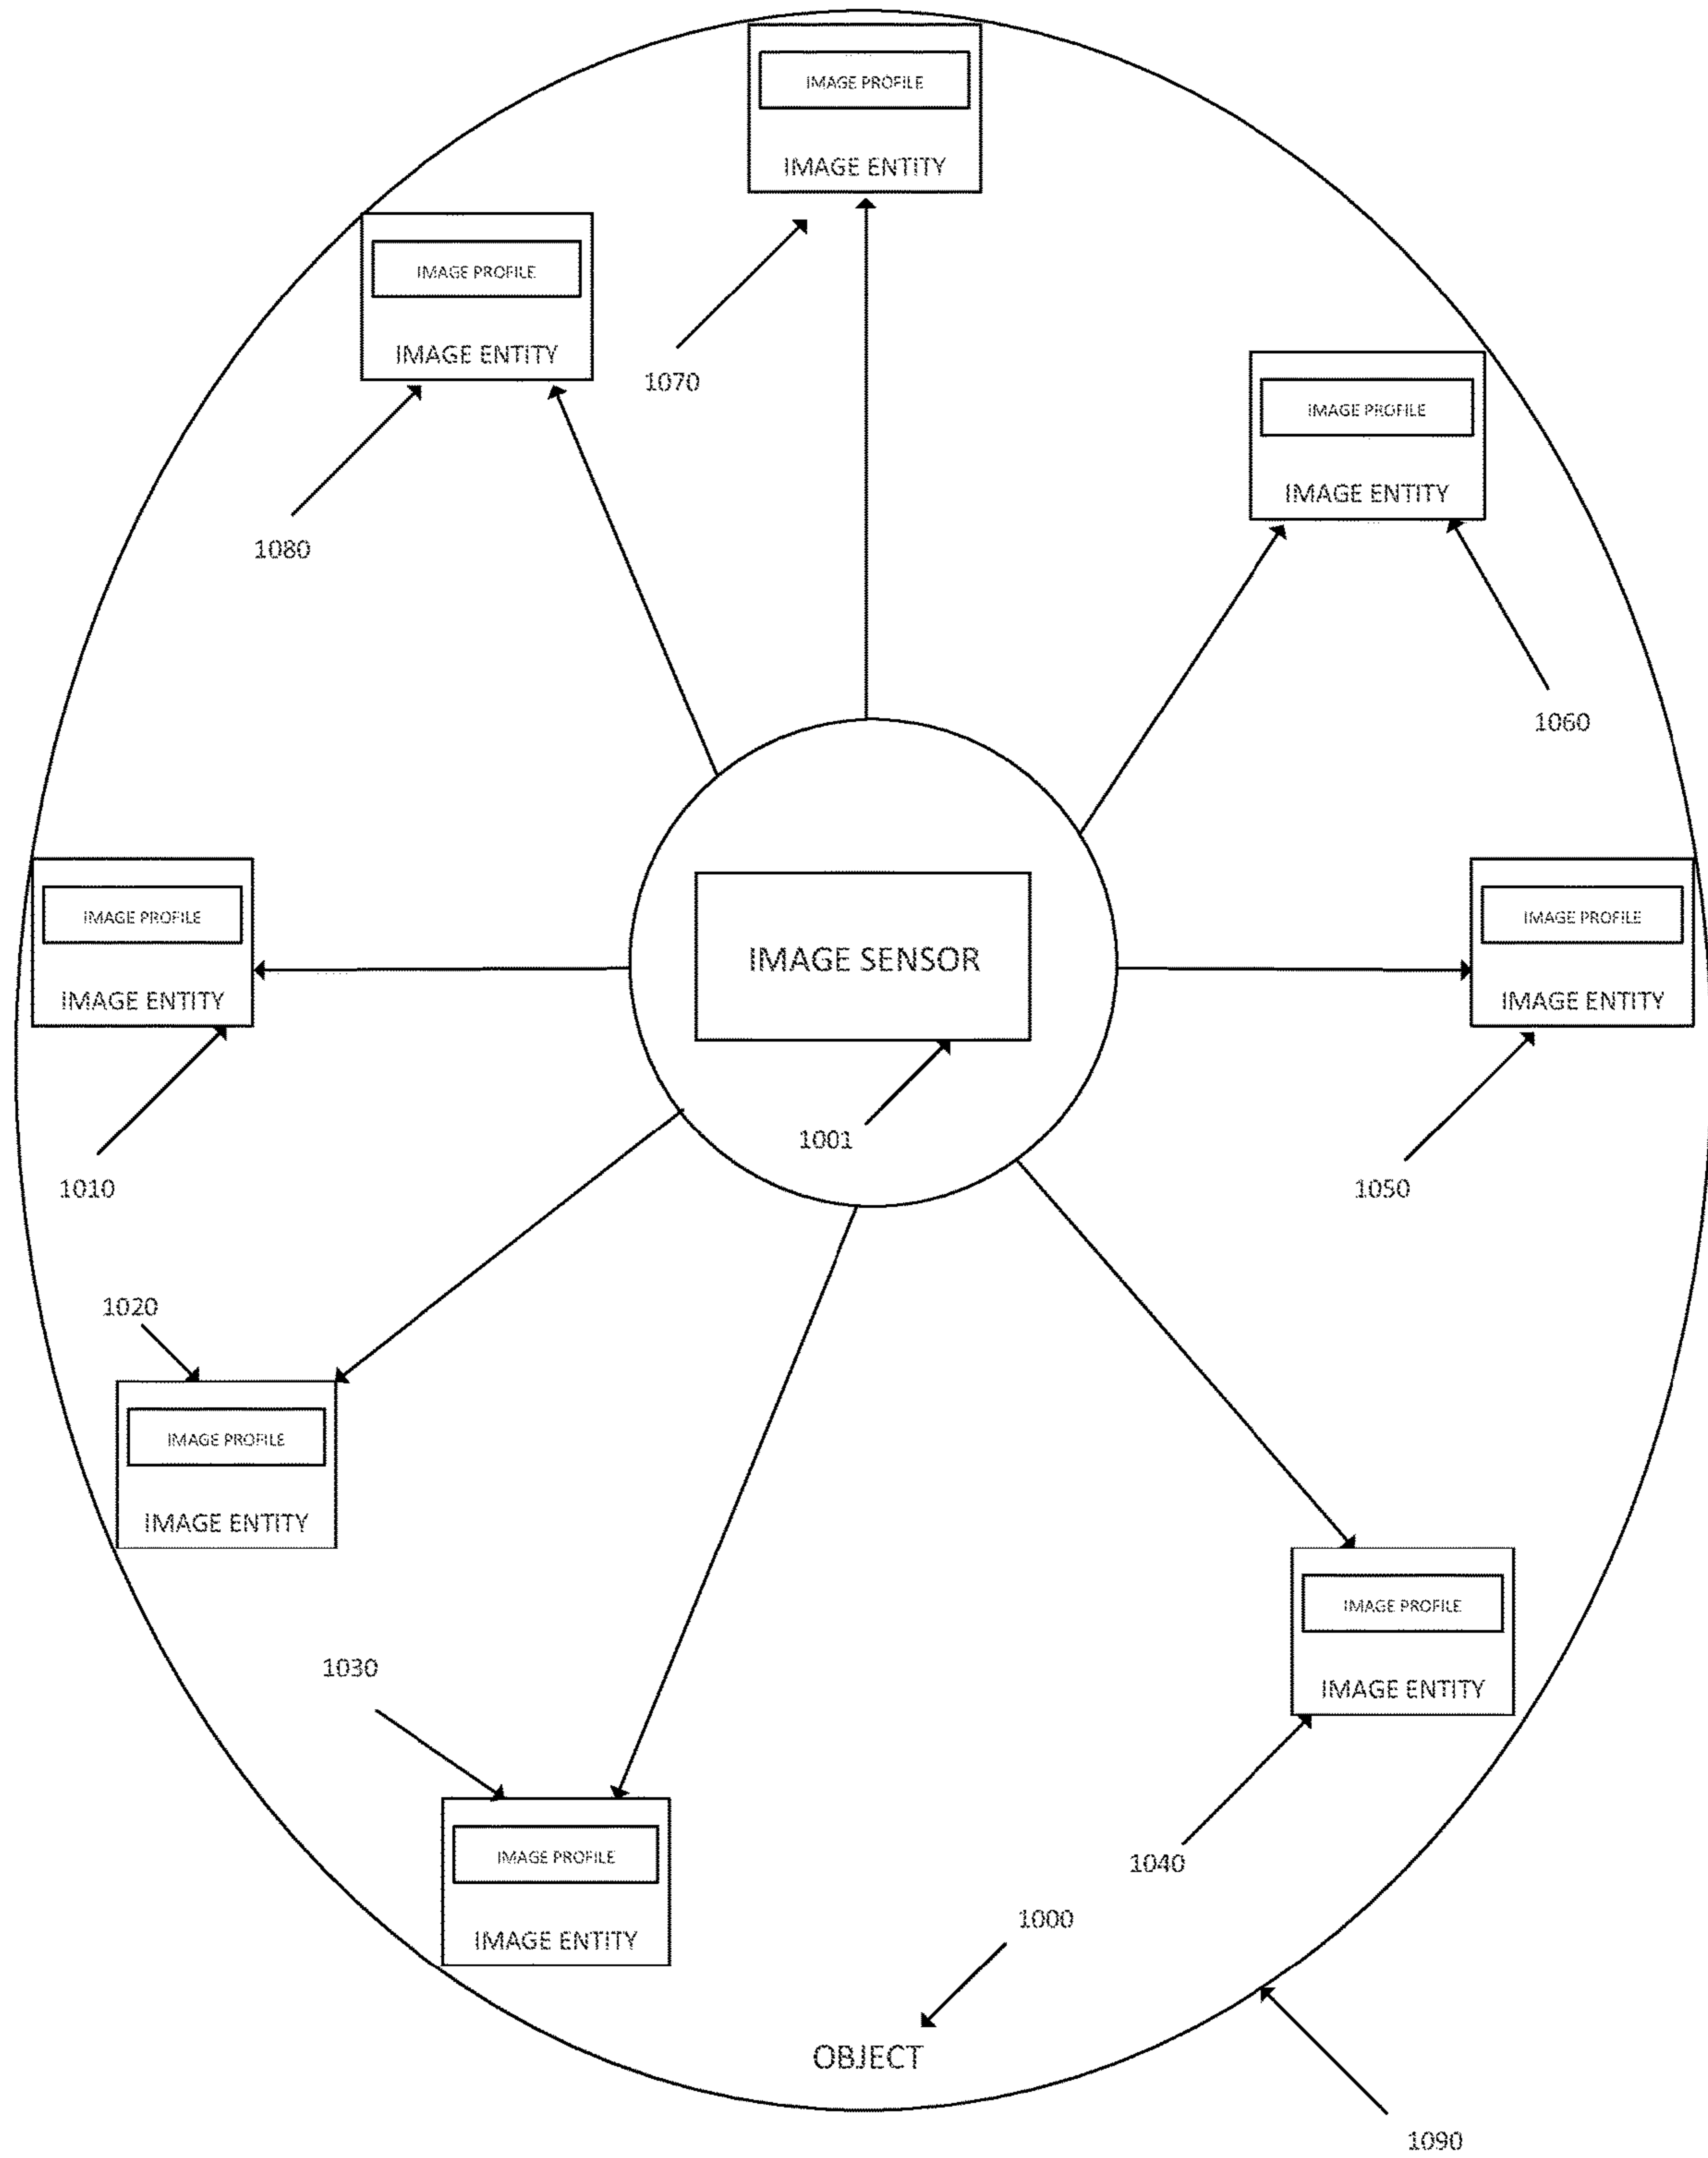 IMAGE PROFILE
IMAGE ENTITY
IMAGE PROFILE
IMAGE ENTITY
1070
IMAGE PROFILE
IMAGE ENTITY
1080
1060
IMAGE PROFILE
IMAGE ENTITY
IMAGE SENSOR
IMAGE PROFILE
IMAGE ENTITY
1001
1010
1050
1020
IMAGE PROFILE
IMAGE ENTITY
IMAGE PROFILE
IMAGE ENTITY
1030
IMAGE PROFILE
IMAGE ENTITY
1040
1000
OBJECT
1090